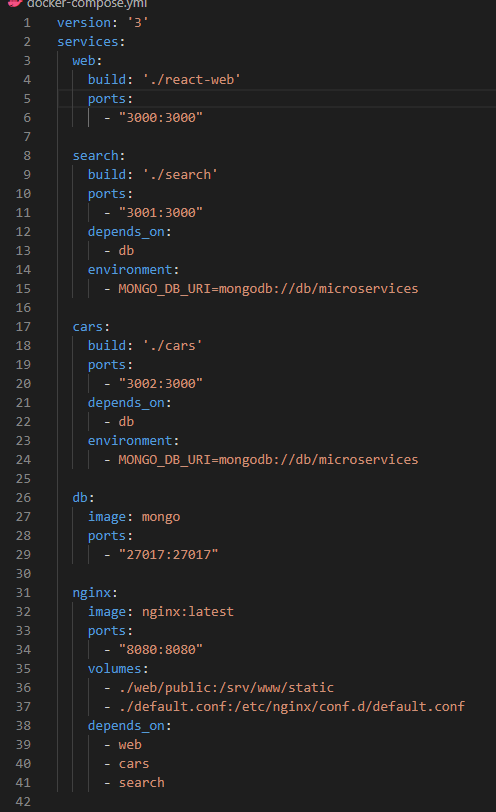 docker-compose.yml
1 version: '3'
2 services:
3   web:
4     build: './react-web'
5     ports:
6       - "3000:3000"
7
8   search:
9     build: './search'
10     ports:
11       - "3001:3000"
12     depends_on:
13       - db
14     environment:
15       - MONGO_DB_URI=mongodb://db/microservices
16
17   cars:
18     build: './cars'
19     ports:
20       - "3002:3000"
21     depends_on:
22       - db
23     environment:
24       - MONGO_DB_URI=mongodb://db/microservices
25
26   db:
27     image: mongo
28     ports:
29       - "27017:27017"
30
31   nginx:
32     image: nginx:latest
33     ports:
34       - "8080:8080"
35     volumes:
36       - ./web/public:/srv/www/static
37       - ./default.conf:/etc/nginx/conf.d/default.conf
38     depends_on:
39       - web
40       - cars
41       - search
42